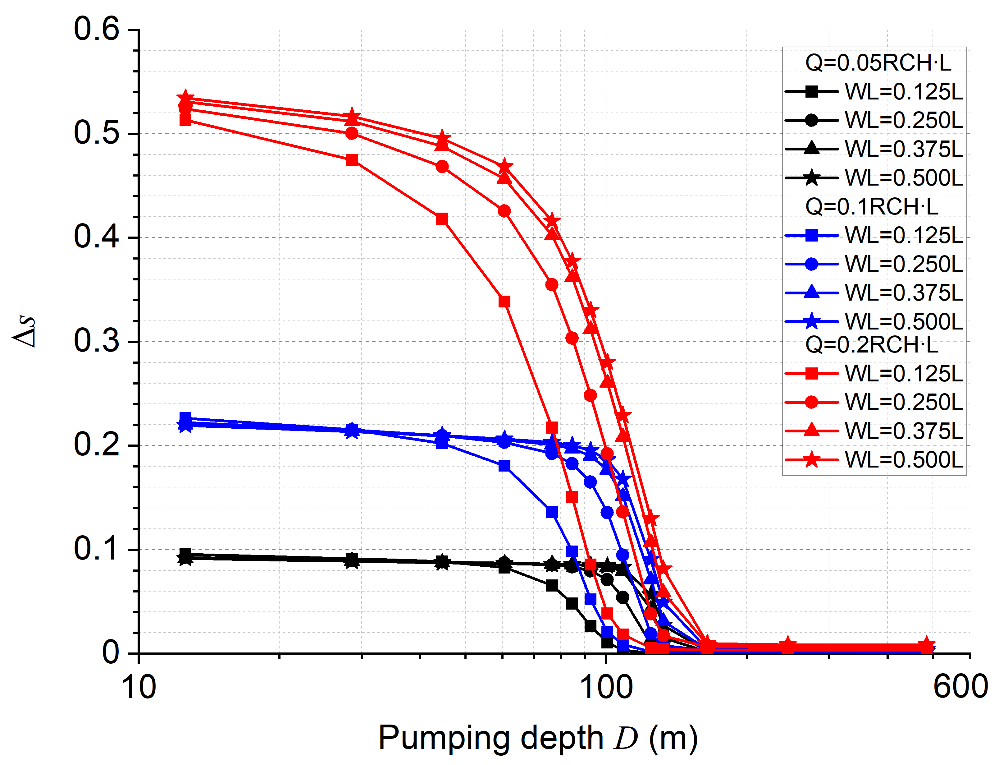 0.6
0.5
0.4
0.3
0.2
0.1
0
Δs
10
100
600
Pumping depth D (m)
Q=0.05RCH·L
WL=0.125L
WL=0.250L
WL=0.375L
WL=0.500L
Q=0.1RCH·L
WL=0.125L
WL=0.250L
WL=0.375L
WL=0.500L
Q=0.2RCH·L
WL=0.125L
WL=0.250L
WL=0.375L
WL=0.500L